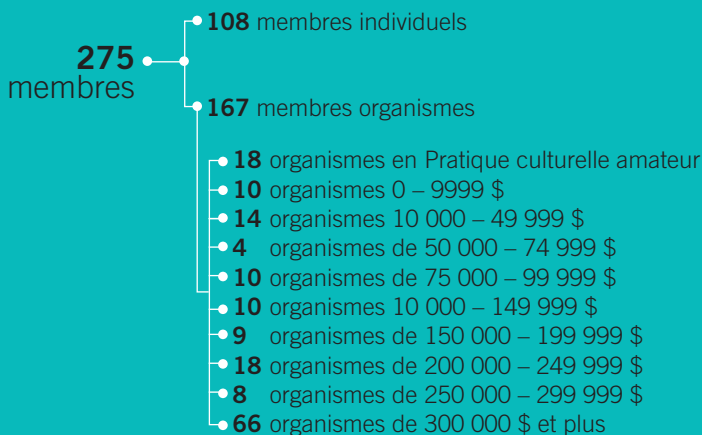 108 membres individuels
275
membres
167 membres organismes
18 organismes en Pratique culturelle amateur
10 organismes 0 – 9999 $
14 organismes 10 000 – 49 999 $
4 organismes de 50 000 – 74 999 $
10 organismes de 75 000 – 99 999 $
10 organismes 10 000 – 149 999 $
9 organismes de 150 000 – 199 999 $
18 organismes de 200 000 – 249 999 $
8 organismes de 250 000 – 299 999 $
66 organismes de 300 000 $ et plus